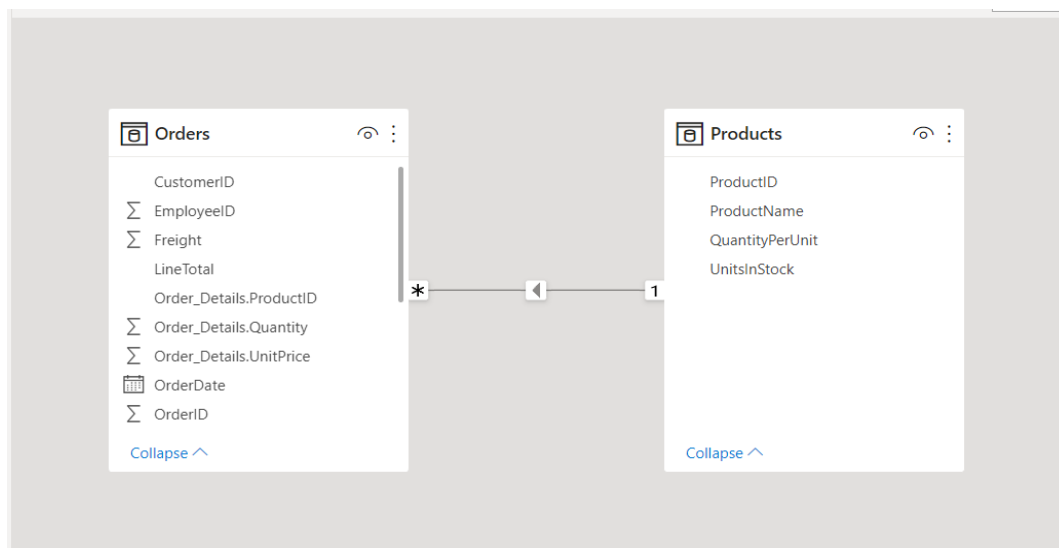 Orders
CustomerID
EmployeeID
Freight
LineTotal
Order_Details.ProductID
Order_Details.Quantity
Order_Details.UnitPrice
OrderDate
OrderID
Collapse
*
1
Products
ProductID
ProductName
QuantityPerUnit
UnitsInStock
Collapse